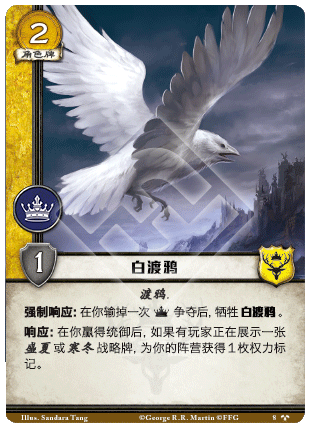 2
角色牌
1
白渡鸦
渡鸦.
强制响应: 在你输掉一次 争夺后, 牺牲 白渡鸦。
响应: 在你赢得统御后, 如果有玩家正在展示一张
盛夏 或 寒冬 战略牌, 为你的阵营获得 1 枚权力标
记。
Illus. Sandara Tang ©George R.R. Martin ©FFG 8